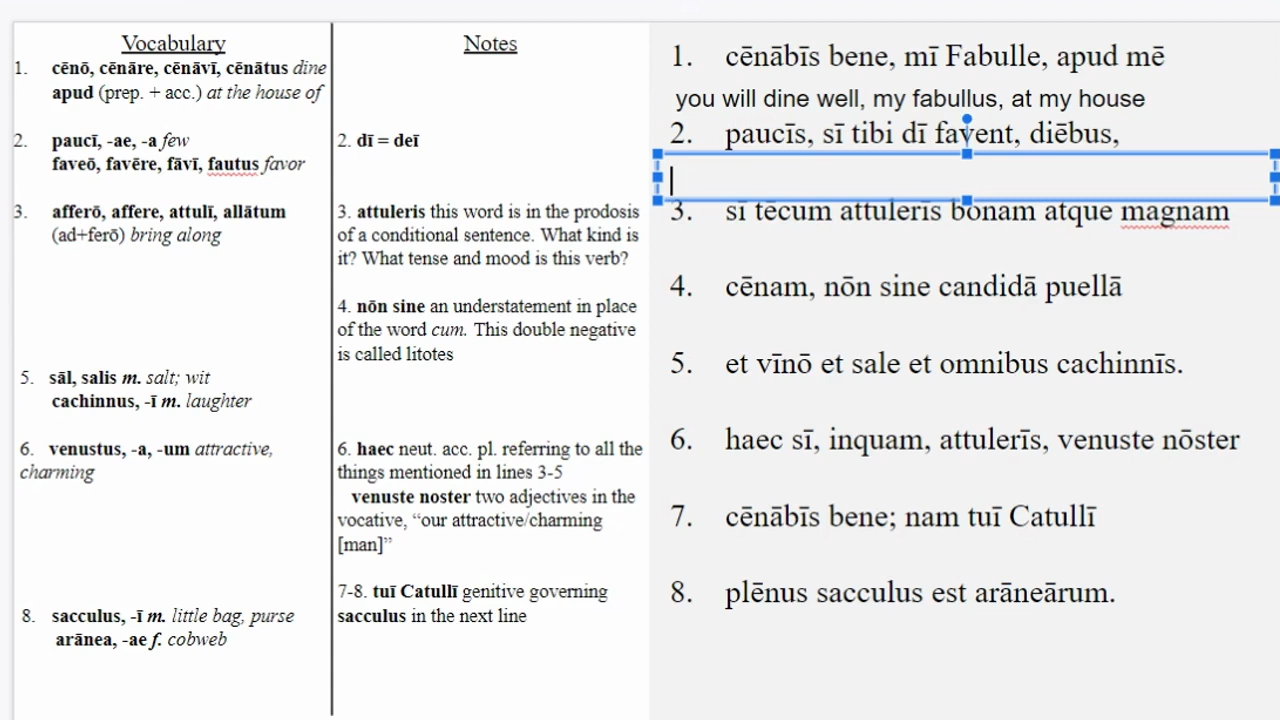 Vocabulary
1. cēnō, cēnāre, cēnāvī, cēnātus dine
apud (prep. + acc.) at the house of
2. paucī, -ae, -a few
faveō, favēre, fāvī, fautus favor
3. afferō, affere, attulī, allātum
(ad+ferō) bring along
5. sāl, salis m. salt; wit
cachinnus, -ī m. laughter
6. venustus, -a, -um attractive,
charming
8. sacculus, -ī m. little bag, purse
arānea, -ae f. cobweb
Notes
2. dī = deī
3. attuleris this word is in the prodosis
of a conditional sentence. What kind is
it? What tense and mood is this verb?
4. nōn sine an understatement in place
of the word cum. This double negative
is called litotes
6. haec neut. acc. pl. referring to all the
things mentioned in lines 3-5
venuste noster two adjectives in the
vocative, “our attractive/charming
[man]”
7-8. tuī Catullī genitive governing
sacculus in the next line
1. cēnābīs bene, mī Fabulle, apud mē
you will dine well, my fabullus, at my house
2. paucīs, sī tibi dī favent, diēbus,
3. sī tēcum attulerīs bonam atque magnam
4. cēnam, nōn sine candidā puellā
5. et vīnō et sale et omnibus cachinnīs.
6. haec sī, inquam, attulerīs, venuste nōster
7. cēnābīs bene; nam tuī Catullī
8. plēnus sacculus est arāneārum.